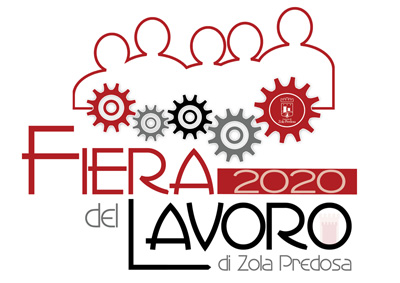 FIERA 2020
del LAVORO
di Zola Predosa